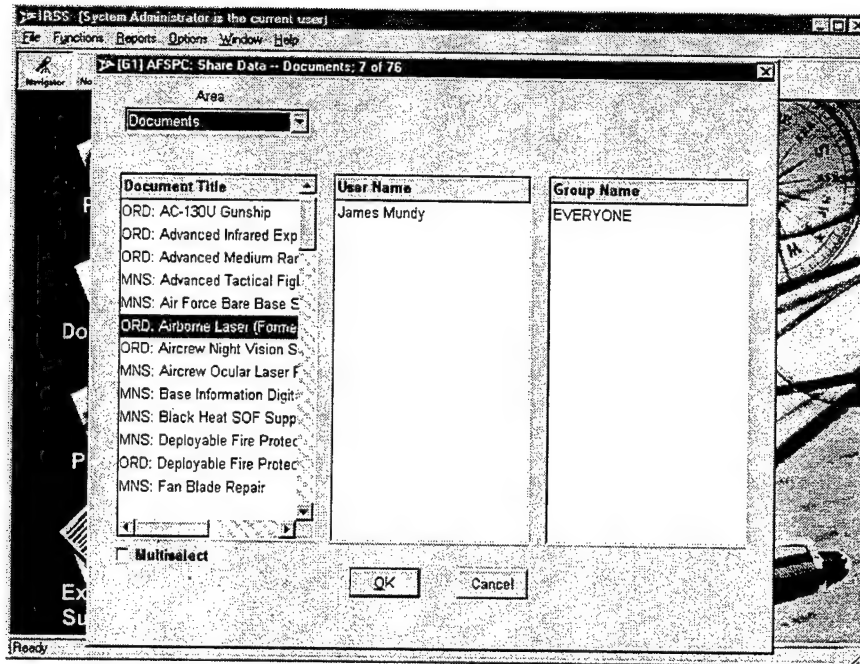 IRSS (System Administrator is the current user)
File Functions Reports Options Window Help
Navigator No
[G1] AFSPC: Share Data -- Documents; 7 of 76
Area
Documents
Document Title
ORD: AC-130U Gunship
ORD: Advanced Infrared Exp
ORD: Advanced Medium Ran
MNS: Advanced Tactical Figl
MNS: Air Force Bare Base S
ORD: Airborne Laser (Forme
ORD: Aircrew Night Vision S
MNS: Aircrew Ocular Laser F
MNS: Base Information Digit
MNS: Black Heat SOF Supp
MNS: Deployable Fire Protec
ORD: Deployable Fire Protec
MNS: Fan Blade Repair
User Name
James Mundy
Group Name
EVERYONE
Multiselect
OK Cancel
Do
P
Ex
Su
W
Ready